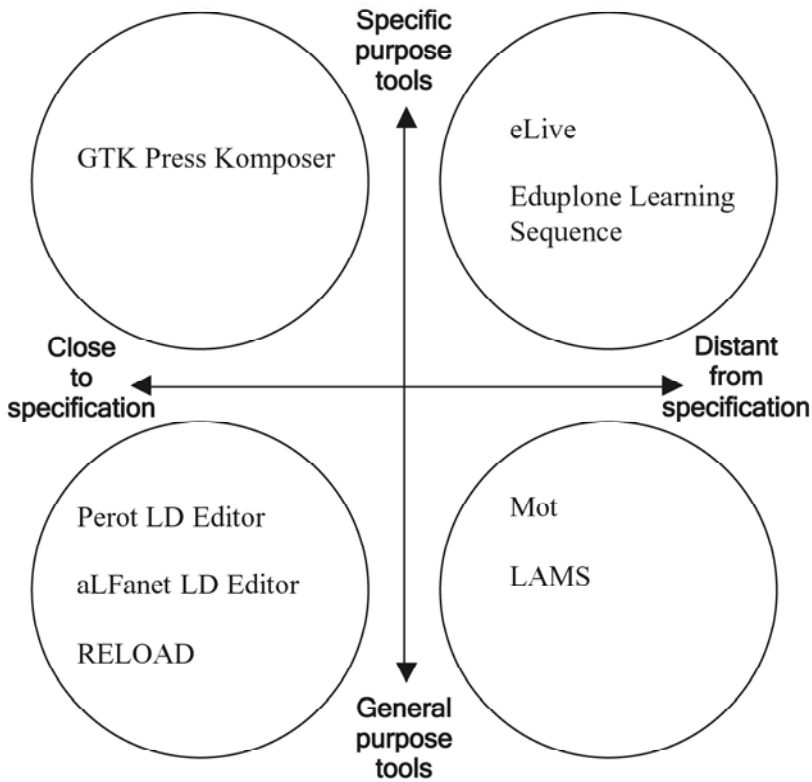 Specific
purpose
tools
GTK Press Komposer
eLive
Eduplone Learning
Sequence
Close
to
specification
Distant
from
specification
Perot LD Editor
aLFanet LD Editor
RELOAD
Mot
LAMS
General
purpose
tools